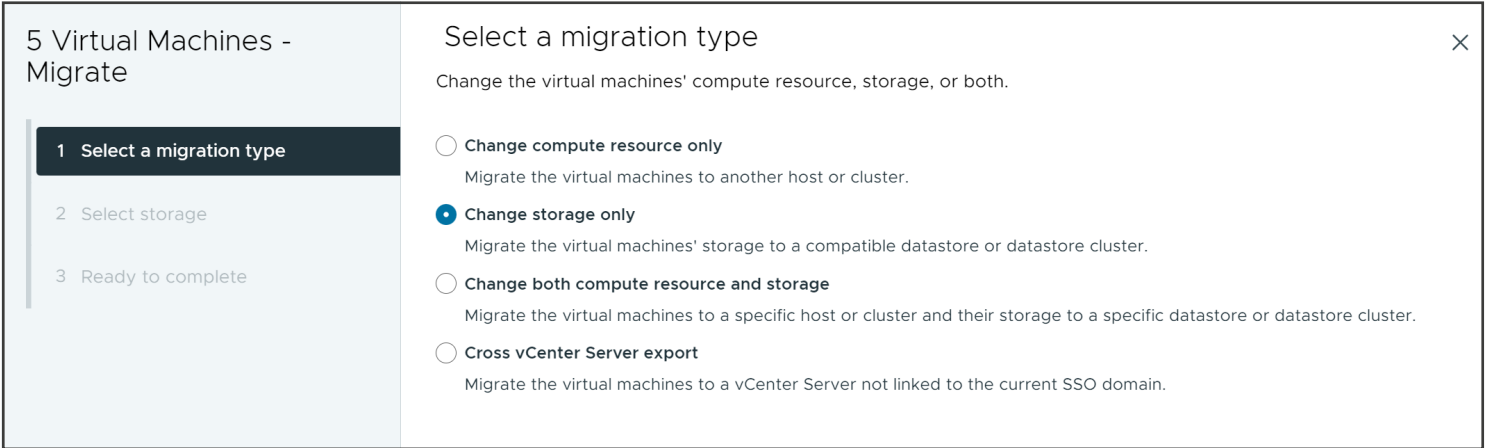 5 Virtual Machines -
Migrate
1 Select a migration type
2 Select storage
3 Ready to complete
Select a migration type
Change the virtual machines' compute resource, storage, or both.
Change compute resource only
Migrate the virtual machines to another host or cluster.
Change storage only
Migrate the virtual machines' storage to a compatible datastore or datastore cluster.
Change both compute resource and storage
Migrate the virtual machines to a specific host or cluster and their storage to a specific datastore or datastore cluster.
Cross vCenter Server export
Migrate the virtual machines to a vCenter Server not linked to the current SSO domain.